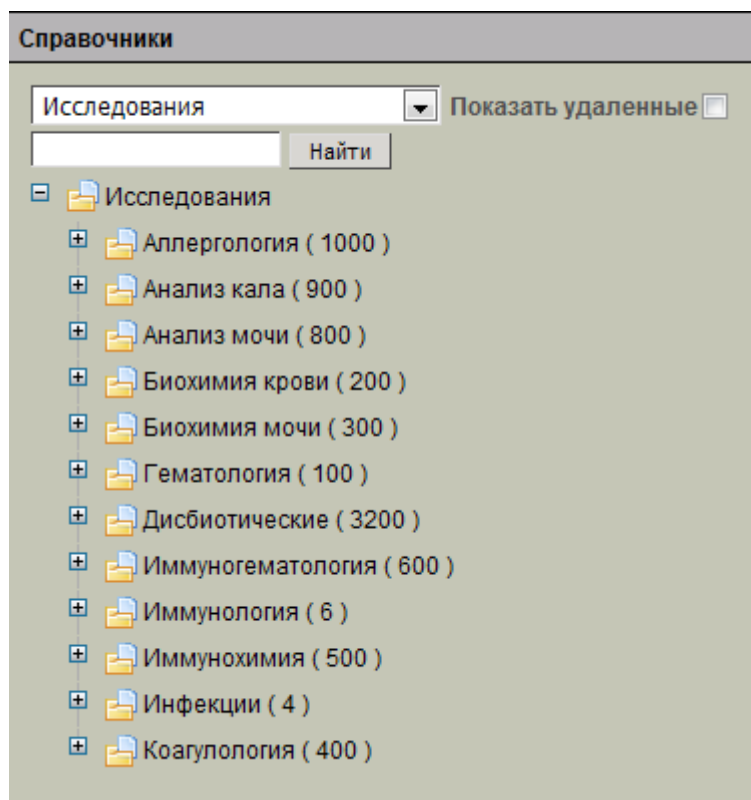 Справочники
Исследования Показать удаленные
Найти
Исследования
Аллергология ( 1000 )
Анализ кала ( 900 )
Анализ мочи ( 800 )
Биохимия крови ( 200 )
Биохимия мочи ( 300 )
Гематология ( 100 )
Дисбиотические ( 3200 )
Иммуногематология ( 600 )
Иммунология ( 6 )
Иммунохимия ( 500 )
Инфекции ( 4 )
Коагулология ( 400 )